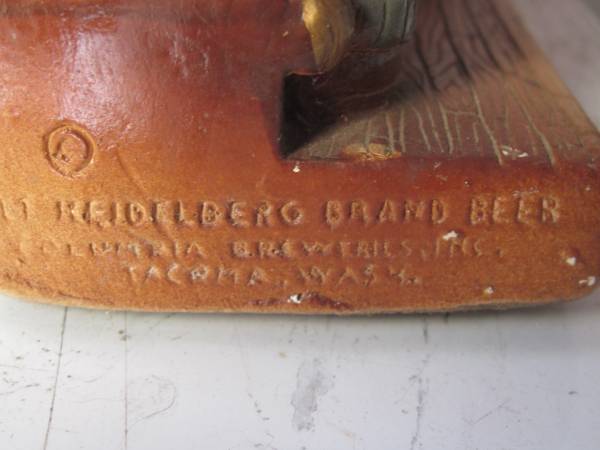 HEIDELBERG BRAND BEER
COLUMBIA BREWERIES, INC.
TACOMA, WASH.